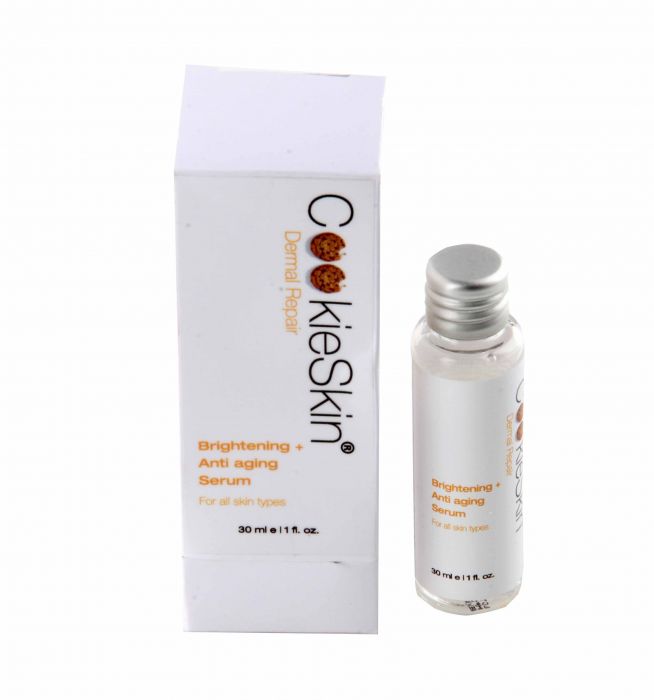 CookieSkin®
Dermal Repair
Brightening +
Anti aging
Serum
For all skin types
30 ml e | 1 fl. oz.
CookieSkin
Dermal Repair
Brightening +
Anti aging
Serum
For all skin types
30 ml e | 1 fl. oz.